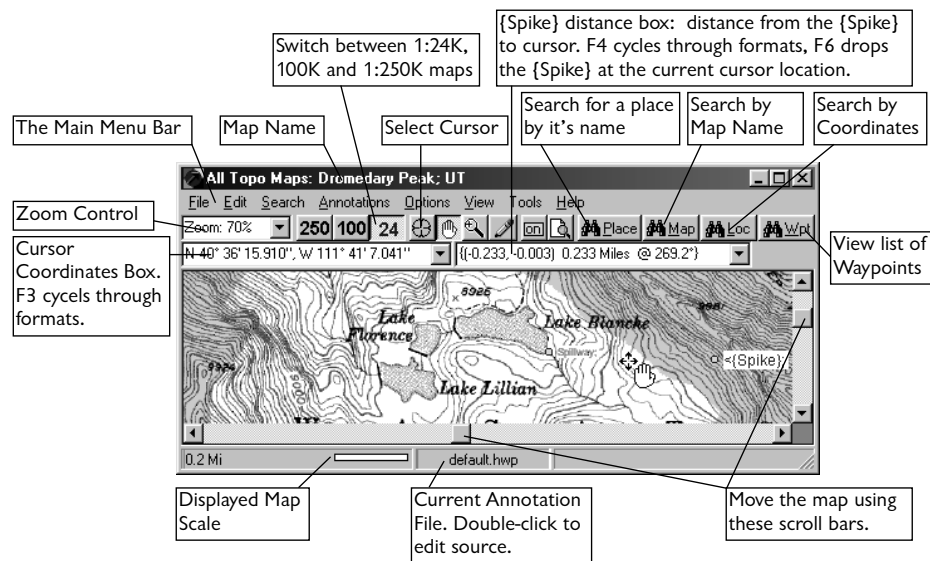 {Spike} distance box: distance from the {Spike}
to cursor. F4 cycles through formats, F6 drops
the {Spike} at the current cursor location.
Switch between 1:24K,
100K and 1:250K maps
Search for a place
by it's name
Search by
Map Name
Search by
Coordinates
The Main Menu Bar
Map Name
Select Cursor
All Topo Maps: Dromedary Peak; UT
File Edit Search Annotations Options View Tools Help
Zoom Control
Zoom: 70% 250 100 24 on Place Map Loc Wpt
Cursor
Coordinates Box.
F3 cycels through
formats.
N 40° 36' 15.910", W 111° 41' 7.041" {(-0.233, -0.003) 0.233 Miles @ 269.2°}
View list of
Waypoints
8926
Lake
Florence
Lake Blanche
Spillway:
<{Spike}
9924
Lake Lillian
0.2 Mi default.hwp
Displayed Map
Scale
Current Annotation
File. Double-click to
edit source.
Move the map using
these scroll bars.